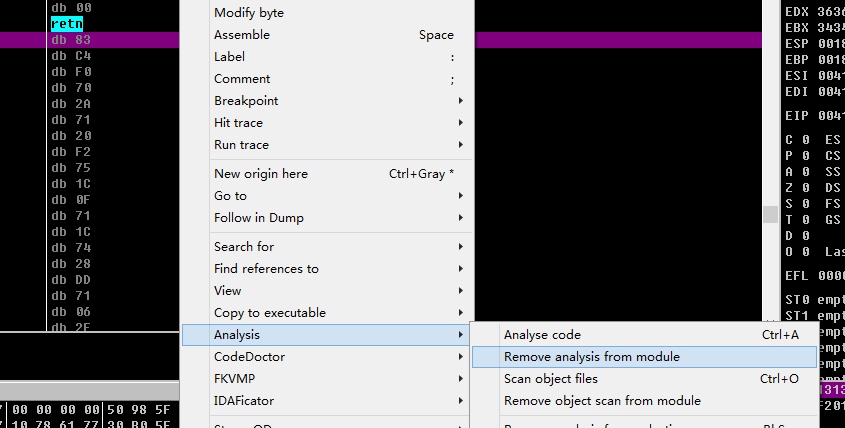 db 00
retn
db 83
db C4
db F0
db 70
db 2A
db 71
db 20
db F2
db 75
db 1C
db 0F
db 71
db 1C
db 74
db 28
db DD
db 71
db 06
db 2F
Modify byte
Assemble Space
Label :
Comment ;
Breakpoint
Hit trace
Run trace
New origin here Ctrl+Gray *
Go to
Follow in Dump
Search for
Find references to
View
Copy to executable
Analysis
CodeDoctor
FKVMP
IDAFicator
Analyse code Ctrl+A
Remove analysis from module
Scan object files Ctrl+O
Remove object scan from module
EDX 3636
EBX 3434
ESP 0018
EBP 0018
ESI 0041
EDI 0041
EIP 0041
C 0 ES
P 0 CS
A 0 SS
Z 0 DS
S 0 FS
T 0 GS
D 0
O 0 Las
EFL 0000
ST0 empt
ST1 empt
00 00 00 00 50 98 5F
10 78 61 77 30 B0 5F